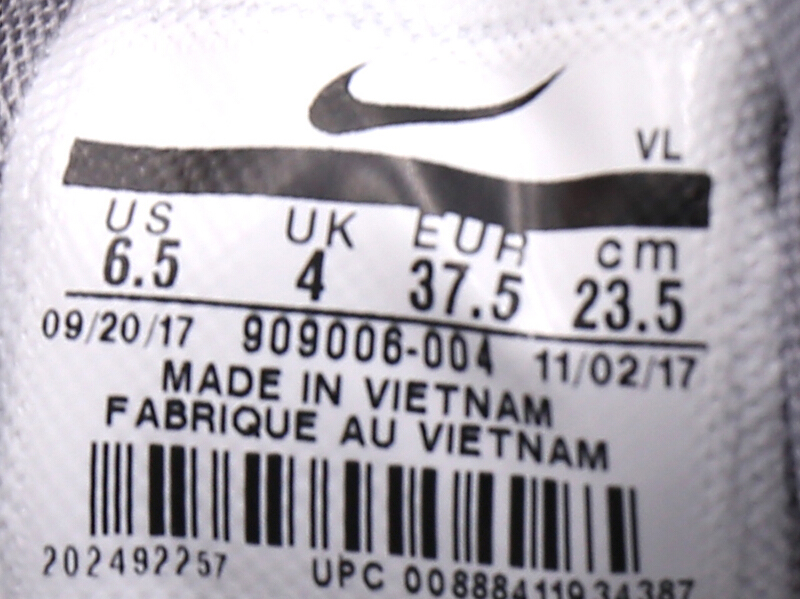 VL
US UK EUR cm
6.5 4 37.5 23.5
09/20/17 909006-004 11/02/17
MADE IN VIETNAM
FABRIQUE AU VIETNAM
202492257 UPC 00888411934387